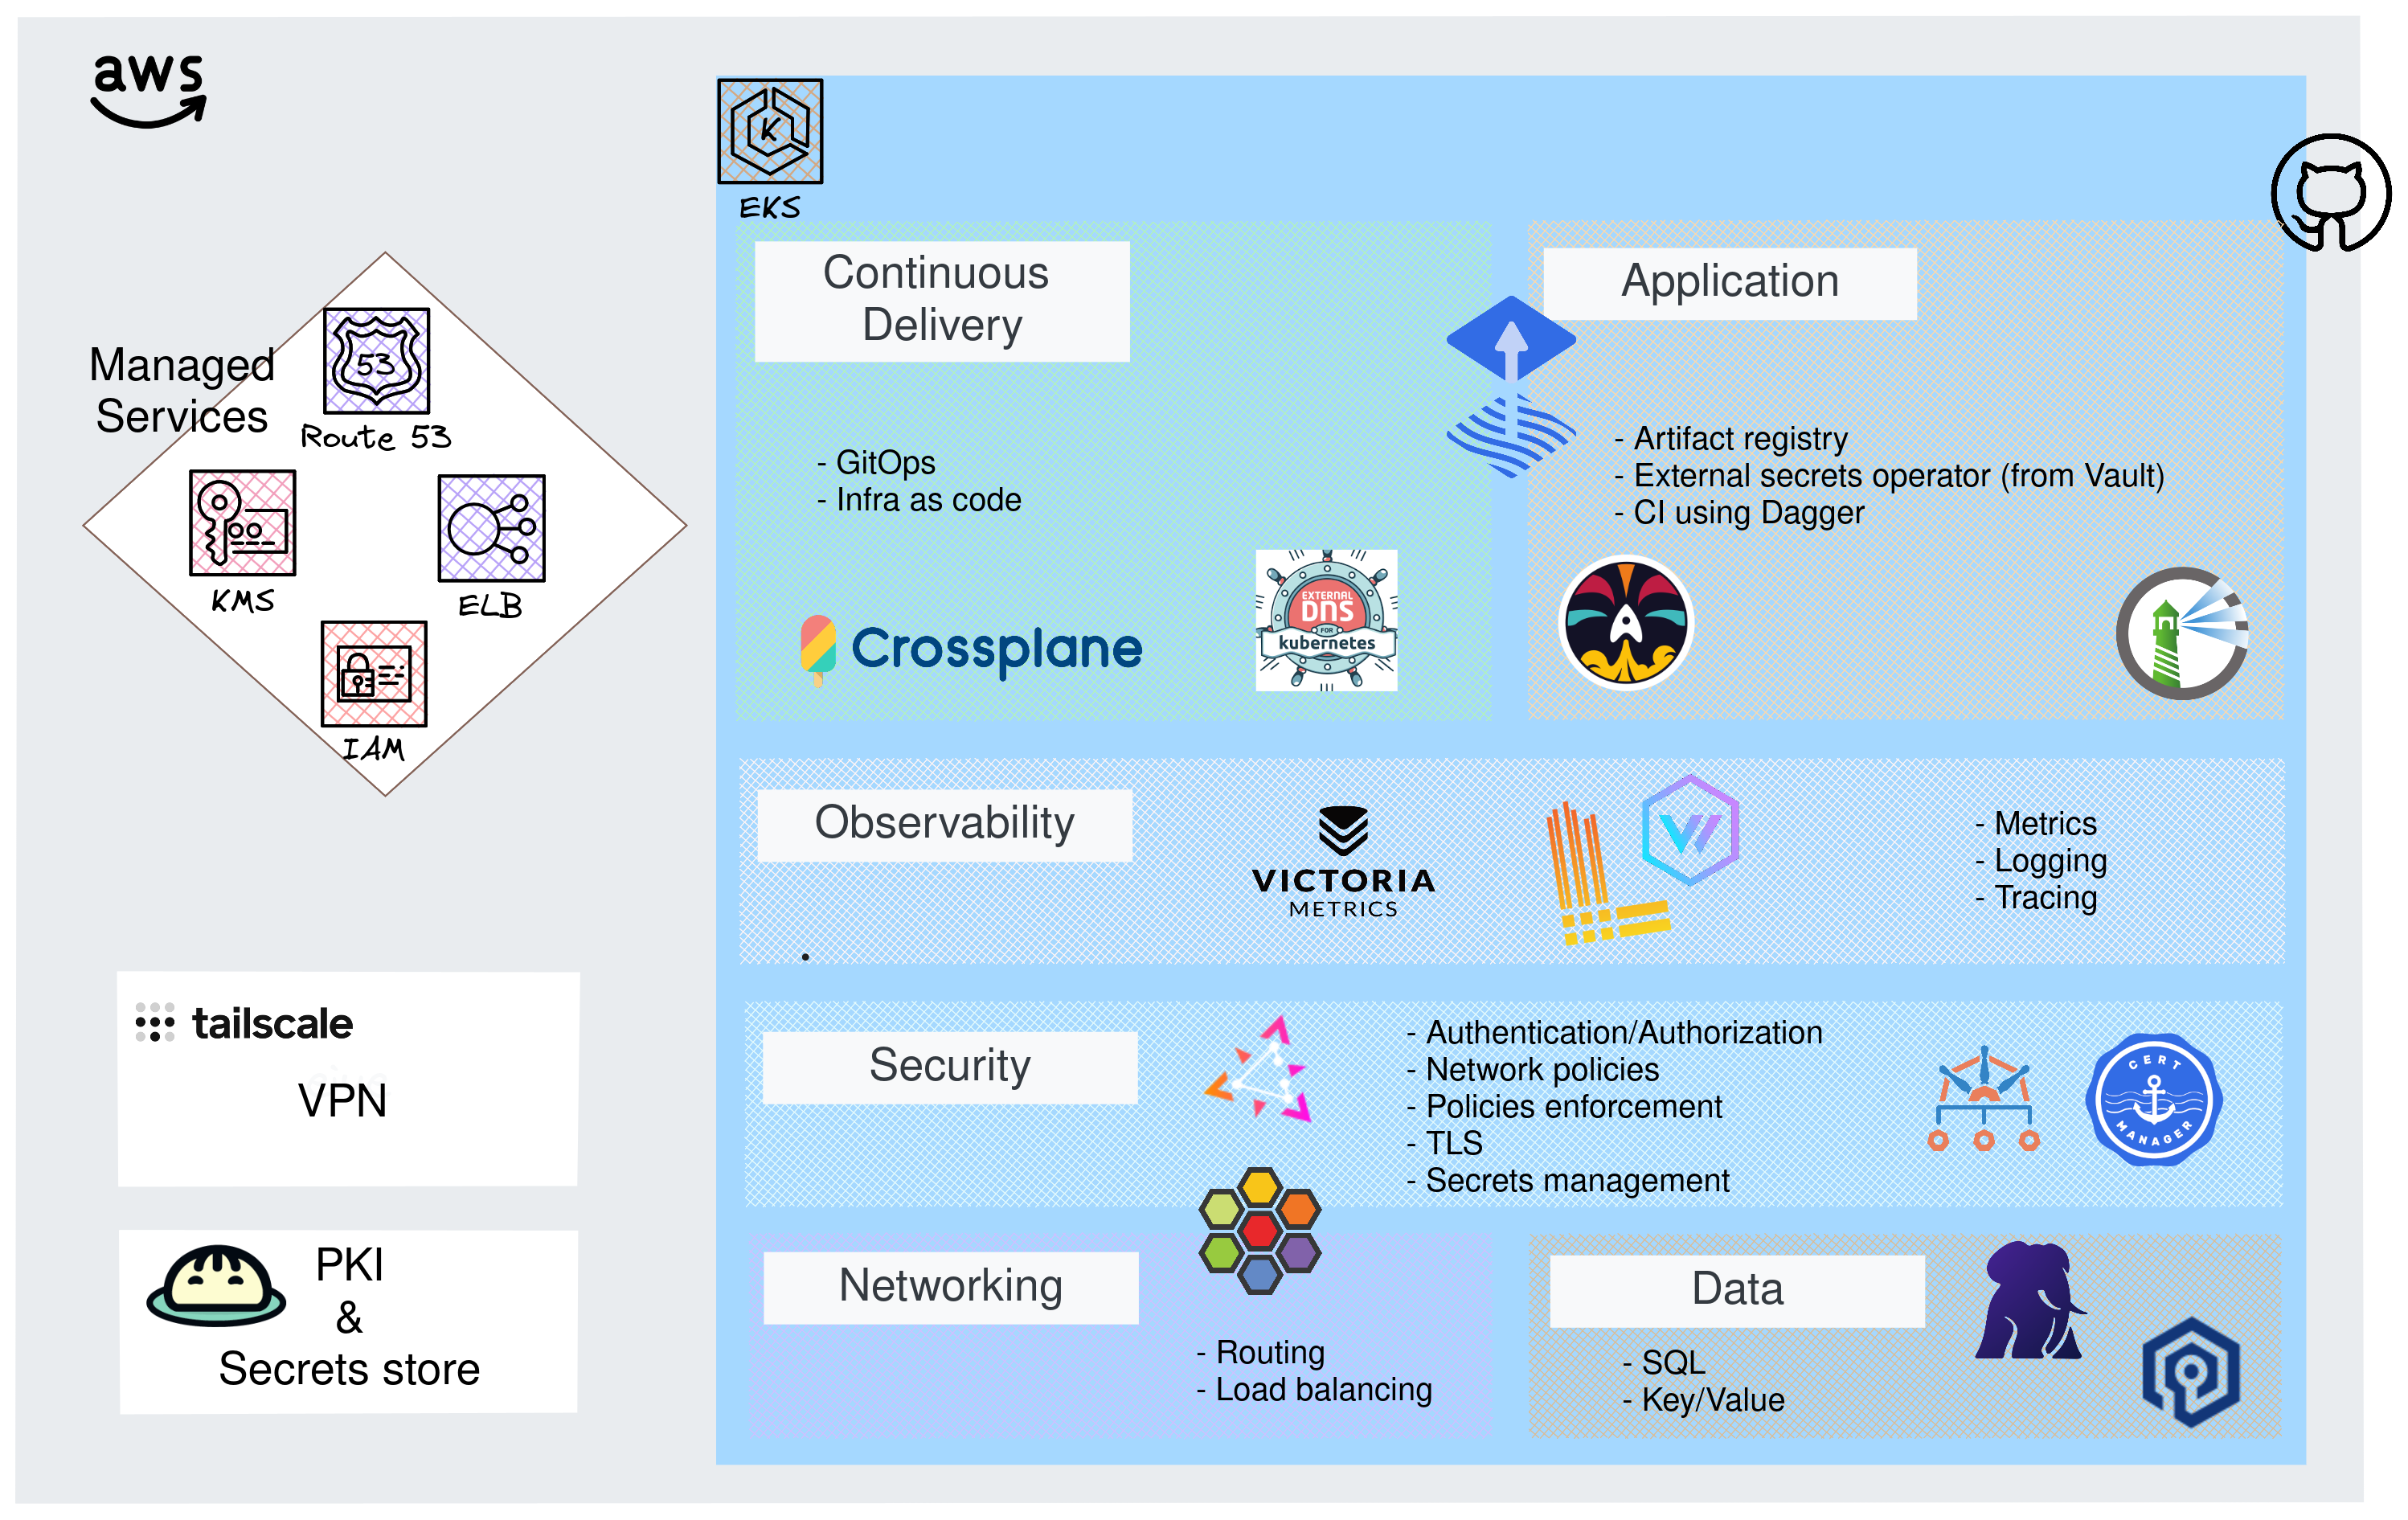 aws
EKS
Managed
Services
53
Route 53
KMS
ELB
IAM
tailscale
VPN
PKI
&
Secrets store
Continuous
Delivery
- GitOps
- Infra as code
Crossplane
EXTERNAL
DNS
FOR
kubernetes
Application
- Artifact registry
- External secrets operator (from Vault)
- CI using Dagger
Observability
VICTORIA
METRICS
- Metrics
- Logging
- Tracing
Security
- Authentication/Authorization
- Network policies
- Policies enforcement
- TLS
- Secrets management
CERT
MANAGER
Networking
- Routing
- Load balancing
Data
- SQL
- Key/Value